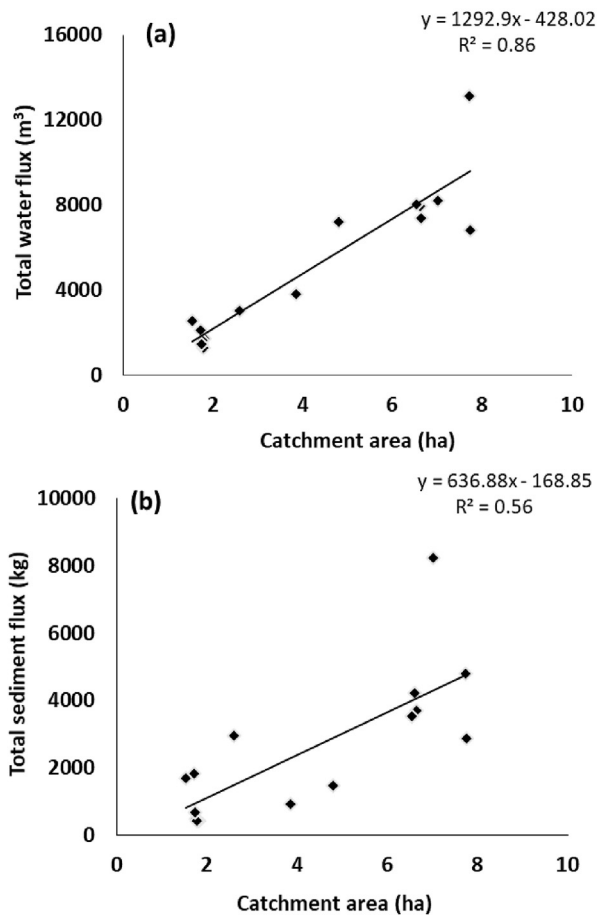 y = 1292.9x - 428.02
R² = 0.86
(a)
16000
12000
8000
4000
0
Total water flux (m³)
0 2 4 6 8 10
Catchment area (ha)
y = 636.88x - 168.85
R² = 0.56
(b)
10000
8000
6000
4000
2000
0
Total sediment flux (kg)
0 2 4 6 8 10
Catchment area (ha)